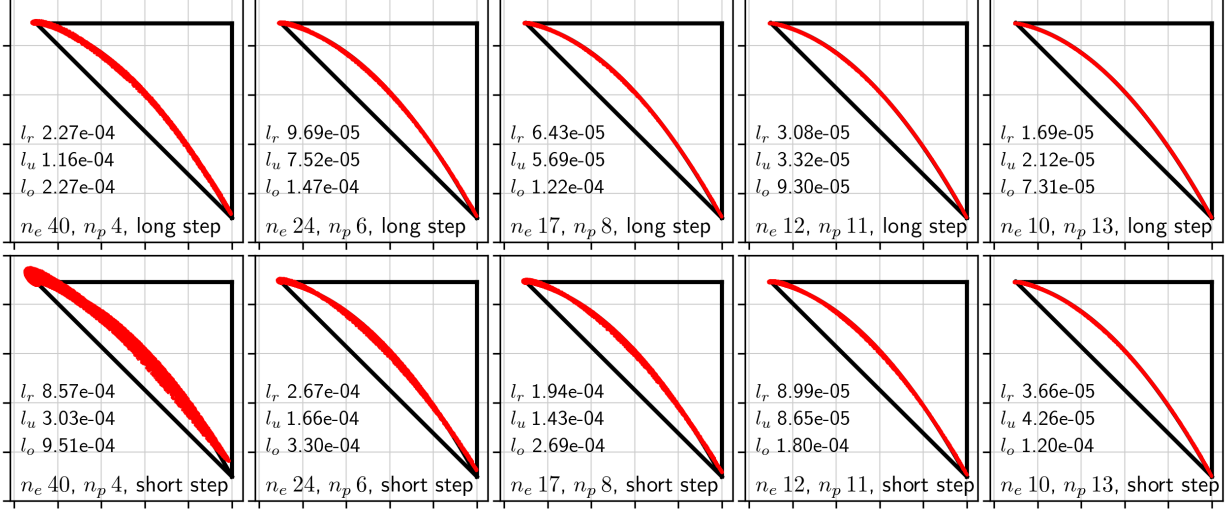 l_r 2.27e-04
l_u 1.16e-04
l_o 2.27e-04
n_e 40, n_p 4, long step
l_r 9.69e-05
l_u 7.52e-05
l_o 1.47e-04
n_e 24, n_p 6, long step
l_r 6.43e-05
l_u 5.69e-05
l_o 1.22e-04
n_e 17, n_p 8, long step
l_r 3.08e-05
l_u 3.32e-05
l_o 9.30e-05
n_e 12, n_p 11, long step
l_r 1.69e-05
l_u 2.12e-05
l_o 7.31e-05
n_e 10, n_p 13, long step
l_r 8.57e-04
l_u 3.03e-04
l_o 9.51e-04
n_e 40, n_p 4, short step
l_r 2.67e-04
l_u 1.66e-04
l_o 3.30e-04
n_e 24, n_p 6, short step
l_r 1.94e-04
l_u 1.43e-04
l_o 2.69e-04
n_e 17, n_p 8, short step
l_r 8.99e-05
l_u 8.65e-05
l_o 1.80e-04
n_e 12, n_p 11, short step
l_r 3.66e-05
l_u 4.26e-05
l_o 1.20e-04
n_e 10, n_p 13, short step